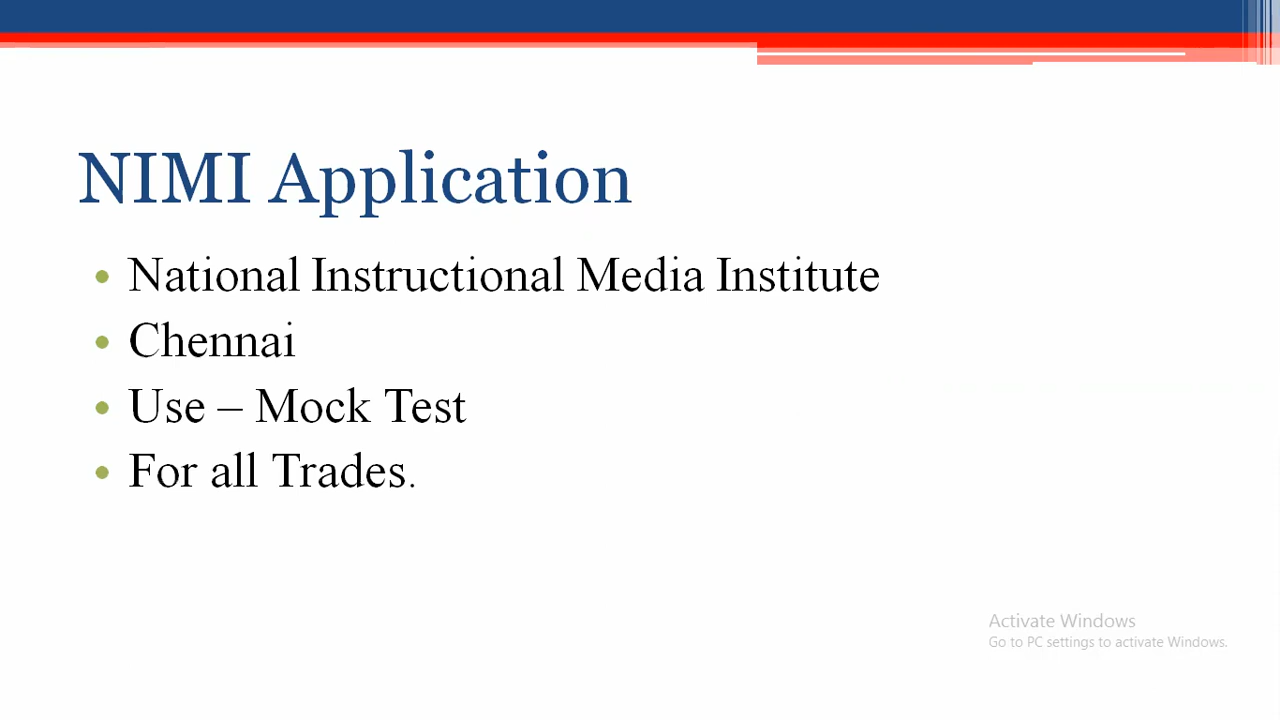 NIMI Application
• National Instructional Media Institute
• Chennai
• Use – Mock Test
• For all Trades.
Activate Windows
Go to PC settings to activate Windows.